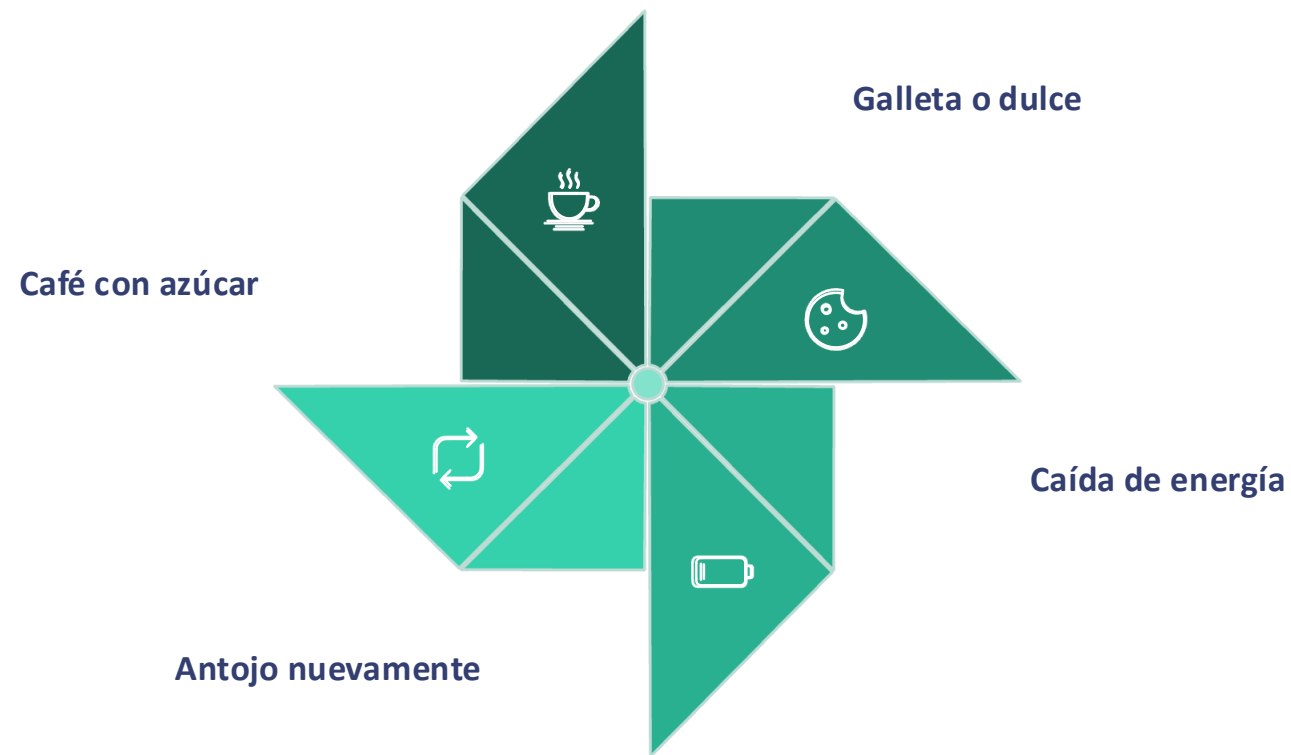 Galleta o dulce
Café con azúcar
Caída de energía
Antojo nuevamente